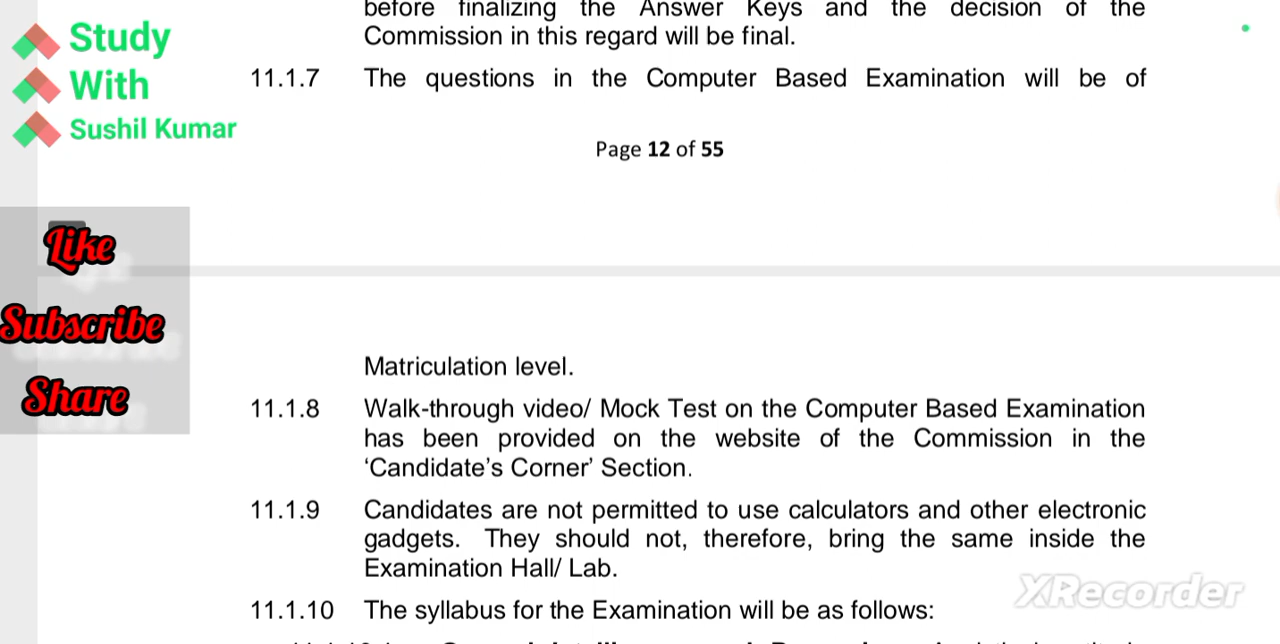 before finalizing the Answer Keys and the decision of the
Commission in this regard will be final.
Study
With
Sushil Kumar
11.1.7 The questions in the Computer Based Examination will be of
Page 12 of 55
Like
Subscribe
Share
Matriculation level.
11.1.8 Walk-through video/ Mock Test on the Computer Based Examination
has been provided on the website of the Commission in the
‘Candidate’s Corner’ Section.
11.1.9 Candidates are not permitted to use calculators and other electronic
gadgets. They should not, therefore, bring the same inside the
Examination Hall/ Lab.
XRecorder
11.1.10 The syllabus for the Examination will be as follows: